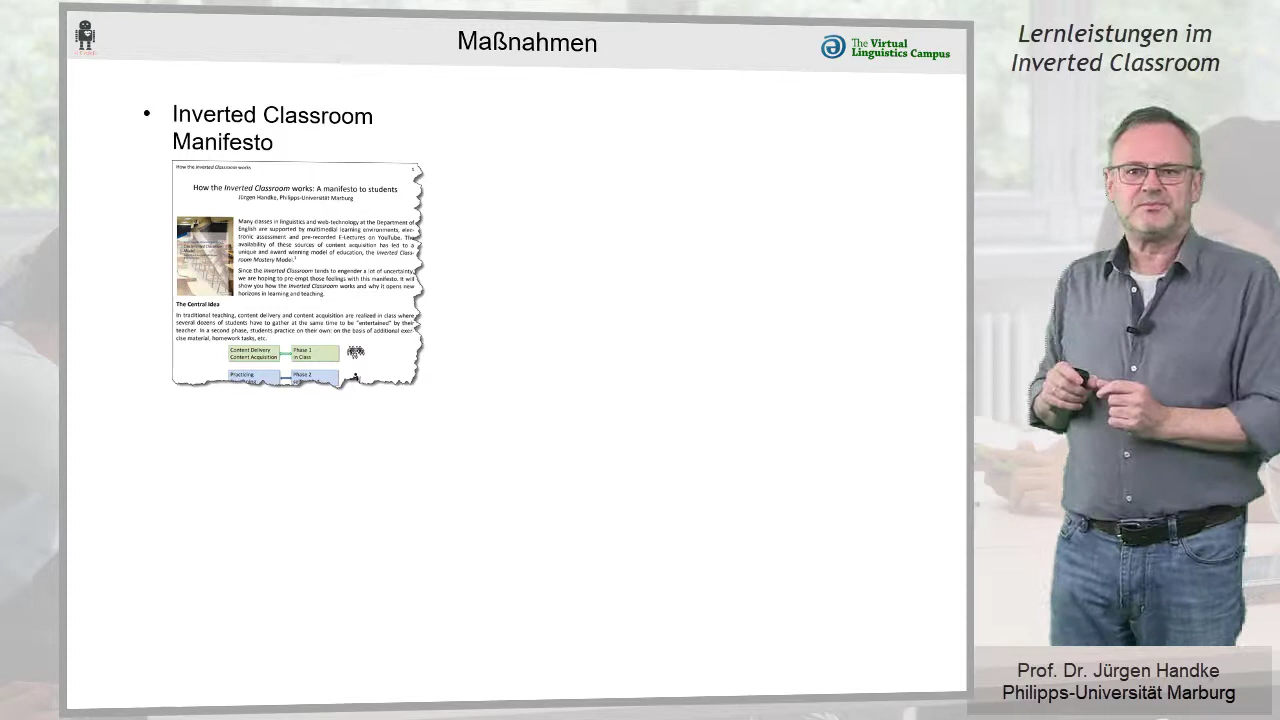 Maßnahmen
The Virtual
Linguistics Campus
Lernleistungen im
Inverted Classroom
• Inverted Classroom
Manifesto
How the Inverted Classroom works
1
How the Inverted Classroom works: A manifesto to students
Jürgen Handke, Philipps-Universität Marburg
Many classes in linguistics and web-technology at the Department of
English are supported by multimedial learning environments, elec-
tronic assessment and pre-recorded E-Lectures on YouTube. The
availability of these sources of content acquisition has led to a
unique and award winning model of education, the Inverted Class-
room Mastery Model.¹
Since the Inverted Classroom tends to engender a lot of uncertainty,
we are hoping to pre-empt those feelings with this manifesto. It will
show you how the Inverted Classroom works and why it opens new
horizons in learning and teaching.
The Central Idea
In traditional teaching, content delivery and content acquisition are realized in class where
several dozens of students have to gather at the same time to be "entertained" by their
teacher. In a second phase, students practice on their own: on the basis of additional exer-
cise material, homework tasks, etc.
Content Delivery
Content Acquisition
Phase 1
in Class
Practicing
Phase 2
Prof. Dr. Jürgen Handke
Philipps-Universität Marburg